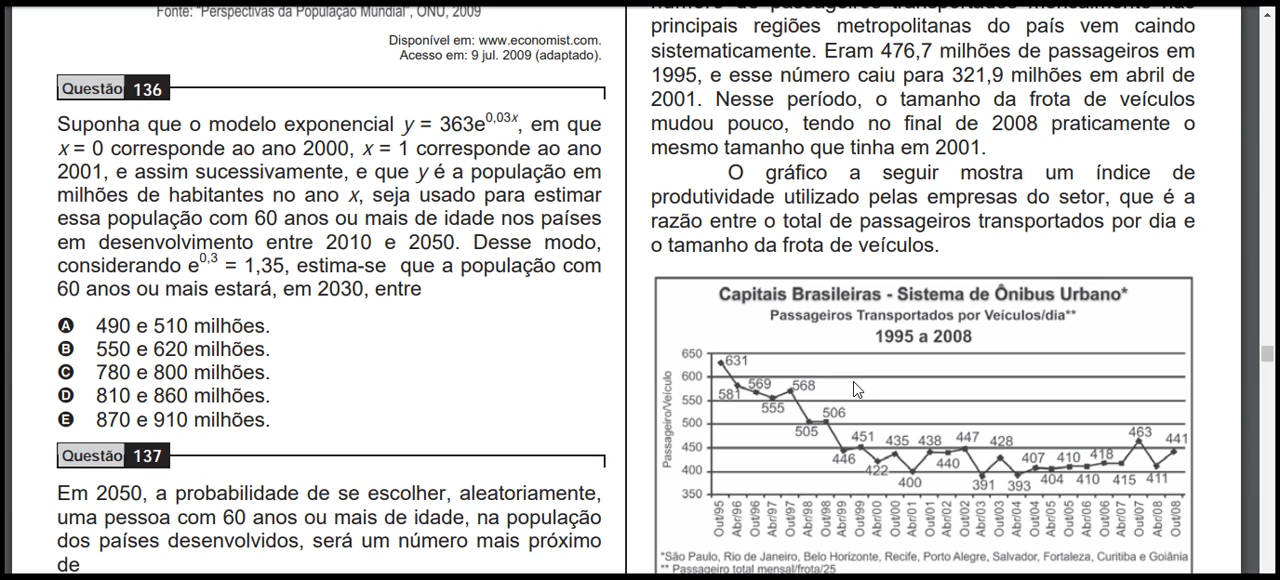 Fonte: "Perspectivas da População Mundial", ONU, 2009
Disponível em: www.economist.com.
Acesso em: 9 jul. 2009 (adaptado).
Questão 136
Suponha que o modelo exponencial y = 363e^0,03x, em que
x = 0 corresponde ao ano 2000, x = 1 corresponde ao ano
2001, e assim sucessivamente, e que y é a população em
milhões de habitantes no ano x, seja usado para estimar
essa população com 60 anos ou mais de idade nos países
em desenvolvimento entre 2010 e 2050. Desse modo,
considerando e^0,3 = 1,35, estima-se que a população com
60 anos ou mais estará, em 2030, entre
A 490 e 510 milhões.
B 550 e 620 milhões.
C 780 e 800 milhões.
D 810 e 860 milhões.
E 870 e 910 milhões.
Questão 137
Em 2050, a probabilidade de se escolher, aleatoriamente,
uma pessoa com 60 anos ou mais de idade, na população
dos países desenvolvidos, será um número mais próximo
de
número de passageiros transportados mensalmente nas
principais regiões metropolitanas do país vem caindo
sistematicamente. Eram 476,7 milhões de passageiros em
1995, e esse número caiu para 321,9 milhões em abril de
2001. Nesse período, o tamanho da frota de veículos
mudou pouco, tendo no final de 2008 praticamente o
mesmo tamanho que tinha em 2001.
O gráfico a seguir mostra um índice de
produtividade utilizado pelas empresas do setor, que é a
razão entre o total de passageiros transportados por dia e
o tamanho da frota de veículos.
Capitais Brasileiras - Sistema de Ônibus Urbano*
Passageiros Transportados por Veículos/dia**
1995 a 2008
Passageiro/Veículo
650
600
550
500
450
400
350
631
581
569
555
568
505
506
446
451
422
435
400
438
440
447
391
428
393
407
404
410
410
418
415
463
411
441
Out/95
Abr/96
Out/96
Abr/97
Out/97
Abr/98
Out/98
Abr/99
Out/99
Abr/00
Out/00
Abr/01
Out/01
Abr/02
Out/02
Abr/03
Out/03
Abr/04
Out/04
Abr/05
Out/05
Abr/06
Out/06
Abr/07
Out/07
Abr/08
Out/08
*São Paulo, Rio de Janeiro, Belo Horizonte, Recife, Porto Alegre, Salvador, Fortaleza, Curitiba e Goiânia
** Passageiro total mensal/frota/25